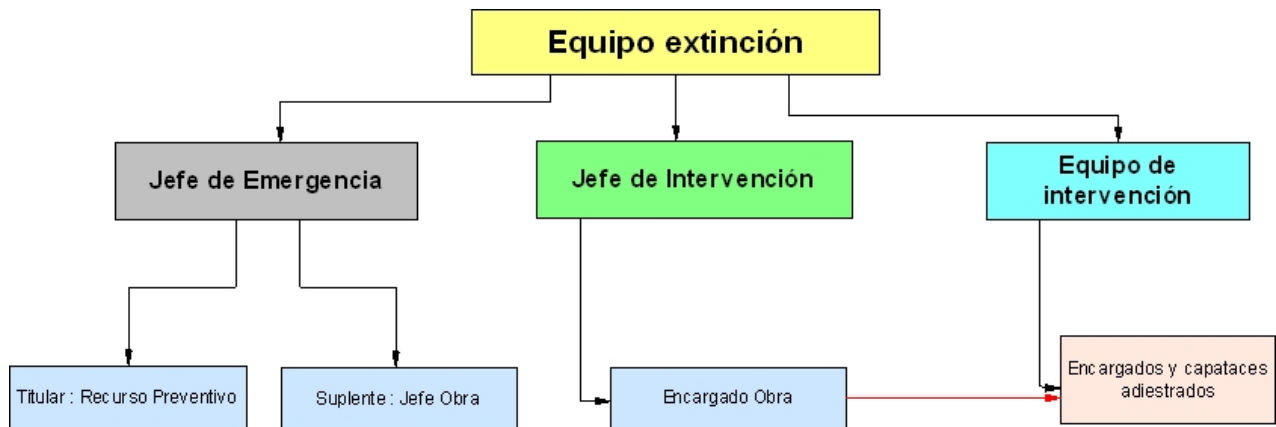 Equipo extinción
Jefe de Emergencia
Jefe de Intervención
Equipo de
intervención
Titular : Recurso Preventivo
Suplente : Jefe Obra
Encargado Obra
Encargados y capataces
adiestrados